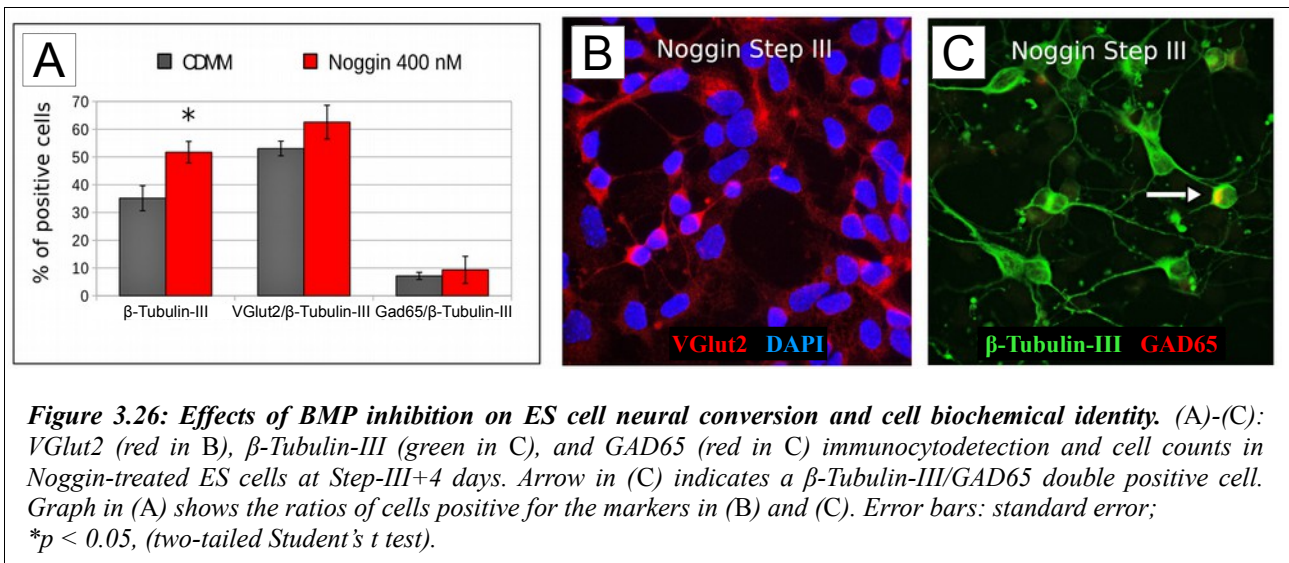 A
CDMM
Noggin 400 nM
% of positive cells
70
60
50
40
30
20
10
0
*
β-Tubulin-III
VGlut2/β-Tubulin-III
Gad65/β-Tubulin-III
B
Noggin Step III
VGlut2 DAPI
C
Noggin Step III
β-Tubulin-III GAD65
Figure 3.26: Effects of BMP inhibition on ES cell neural conversion and cell biochemical identity. (A)-(C):
VGlut2 (red in B), β-Tubulin-III (green in C), and GAD65 (red in C) immunocytodetection and cell counts in
Noggin-treated ES cells at Step-III+4 days. Arrow in (C) indicates a β-Tubulin-III/GAD65 double positive cell.
Graph in (A) shows the ratios of cells positive for the markers in (B) and (C). Error bars: standard error;
*p < 0.05, (two-tailed Student's t test).